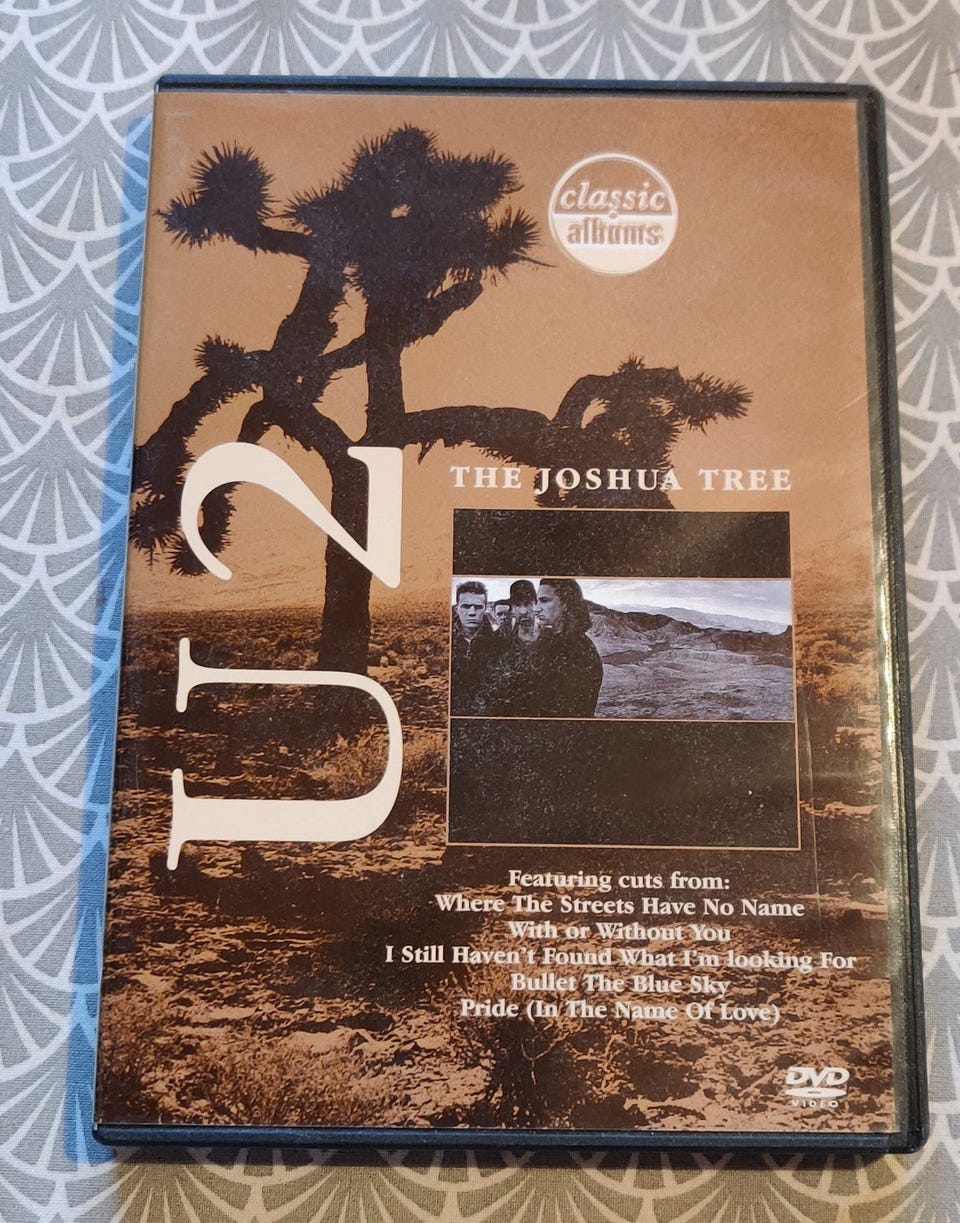 classic
albums
U2
THE JOSHUA TREE
Featuring cuts from:
Where The Streets Have No Name
With or Without You
I Still Haven't Found What I'm looking For
Bullet The Blue Sky
Pride (In The Name Of Love)
DVD
VIDEO